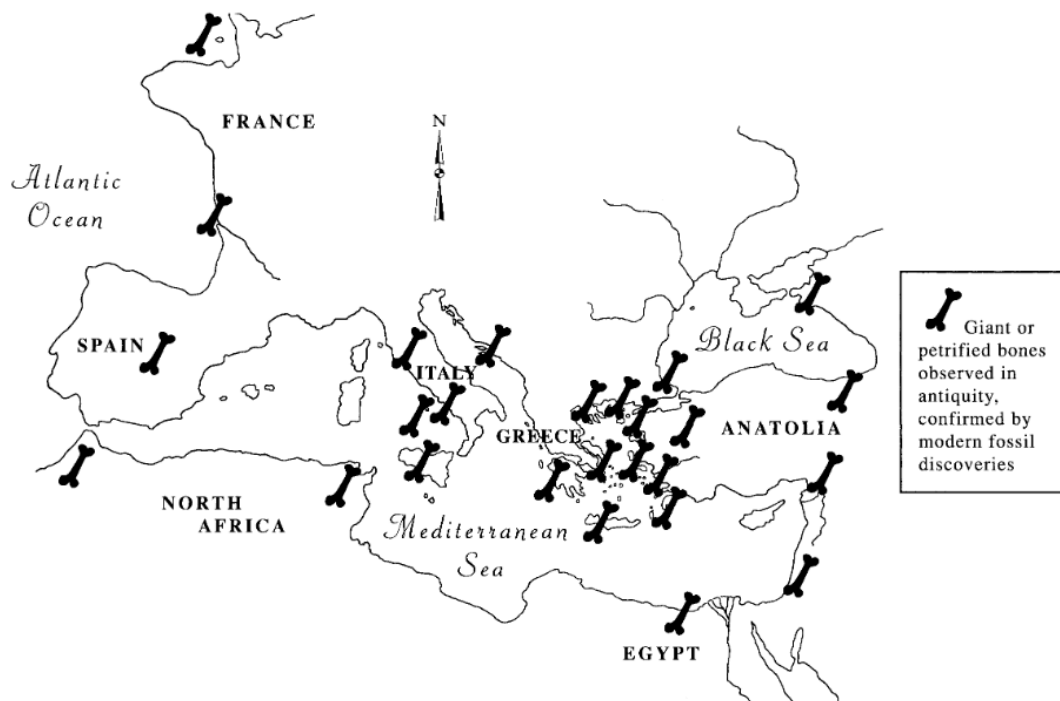 FRANCE
N
Atlantic
Ocean
SPAIN
ITALY
Black Sea
GREECE
ANATOLIA
NORTH
AFRICA
Mediterranean
Sea
EGYPT
Giant or
petrified bones
observed in
antiquity,
confirmed by
modern fossil
discoveries